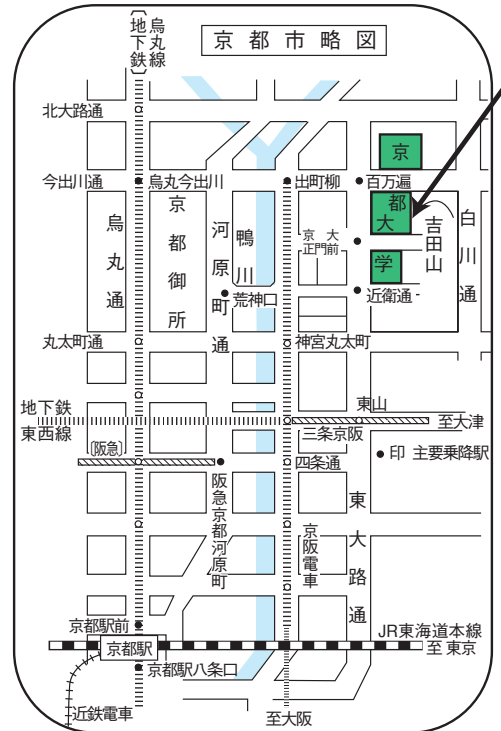 烏丸線
(地下鉄)
京都市略図
北大路通
京
今出川通
烏丸今出川
出町柳
百万遍
都
大
学
吉田山
白川通
烏丸通
京都御所
河原町通
鴨川
荒神口
京大
正門前
近衛通
丸太町通
神宮丸太町
地下鉄
東西線
東山
三条京阪
至大津
(阪急)
四条通
●印 主要乗降駅
阪急京都河原町
京阪電車
東大路通
京都駅前
京都駅
JR東海道本線
至 東京
京都駅八条口
近鉄電車
至大阪